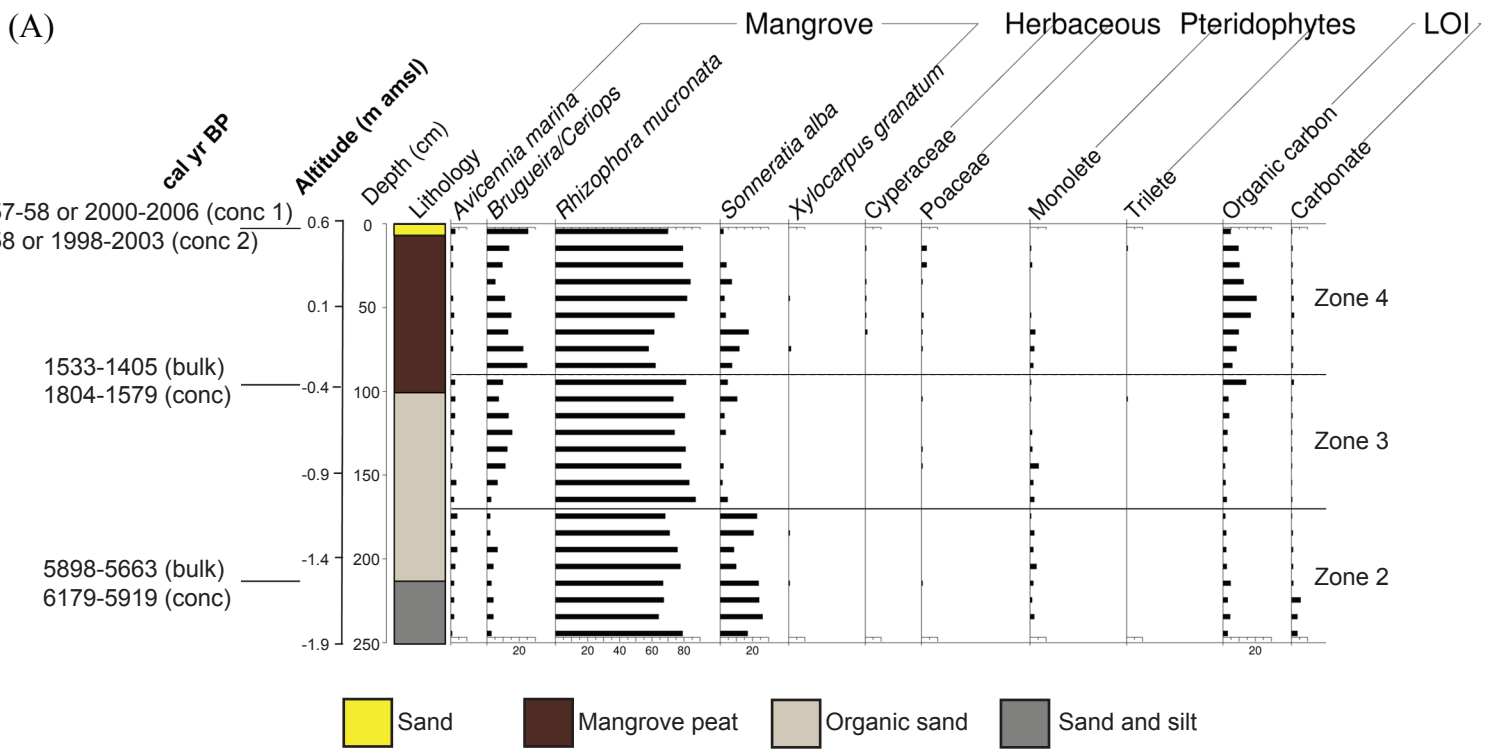 (A)
Mangrove
Herbaceous
Pteridophytes
LOI
cal yr BP
Altitude (m amsl)
Depth (cm)
Lithology
Avicennia marina
Brugueira/Ceriops
Rhizophora mucronata
Sonneratia alba
Xylocarpus granatum
Cyperaceae
Poaceae
Monolete
Trilete
Organic carbon
Carbonate
57-58 or 2000-2006 (conc 1)
58 or 1998-2003 (conc 2)
1533-1405 (bulk)
1804-1579 (conc)
5898-5663 (bulk)
6179-5919 (conc)
0.6
0.1
-0.4
-0.9
-1.4
-1.9
0
50
100
150
200
250
Zone 4
Zone 3
Zone 2
20
20 40 60 80
20
20
Sand
Mangrove peat
Organic sand
Sand and silt